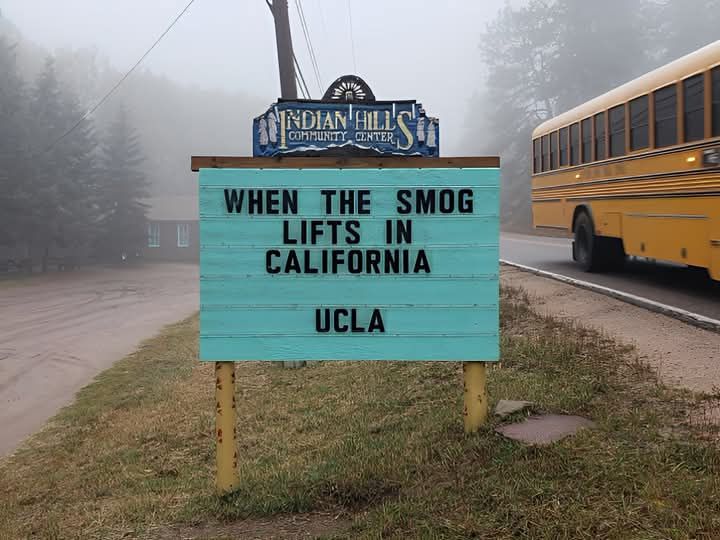 INDIAN HILLS
COMMUNITY CENTER
WHEN THE SMOG
LIFTS IN
CALIFORNIA
UCLA